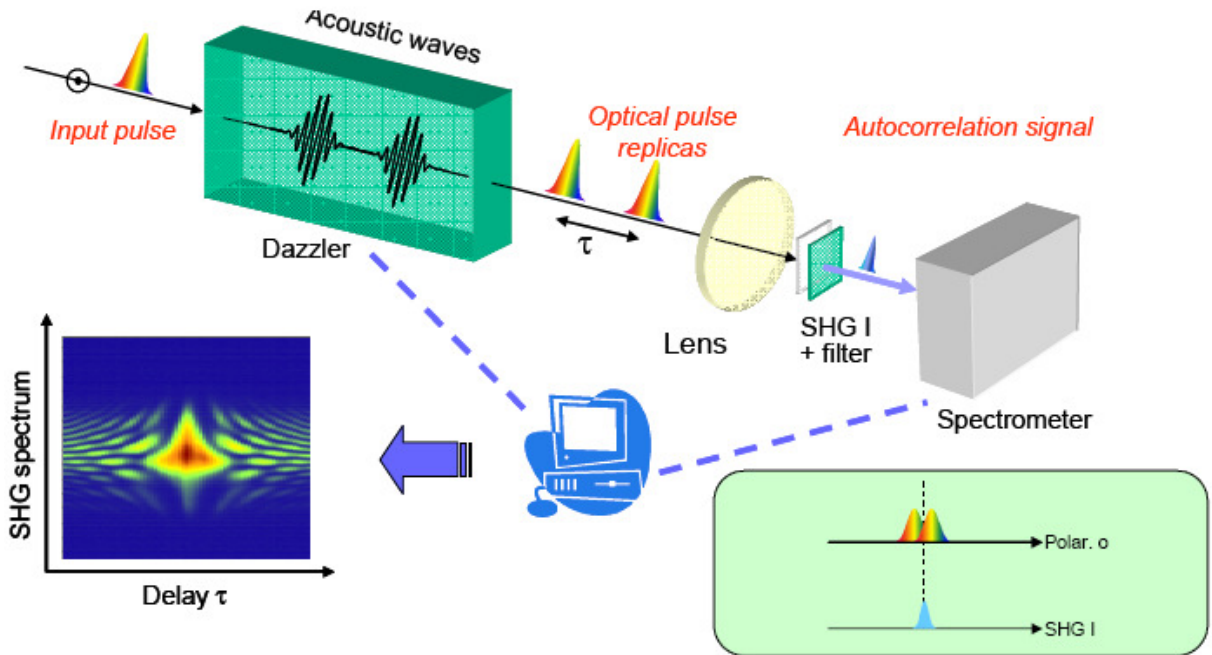 Acoustic waves
Input pulse
Optical pulse
replicas
Autocorrelation signal
Dazzler
τ
Lens
SHG I
+ filter
Spectrometer
SHG spectrum
Delay τ
Polar. o
SHG I